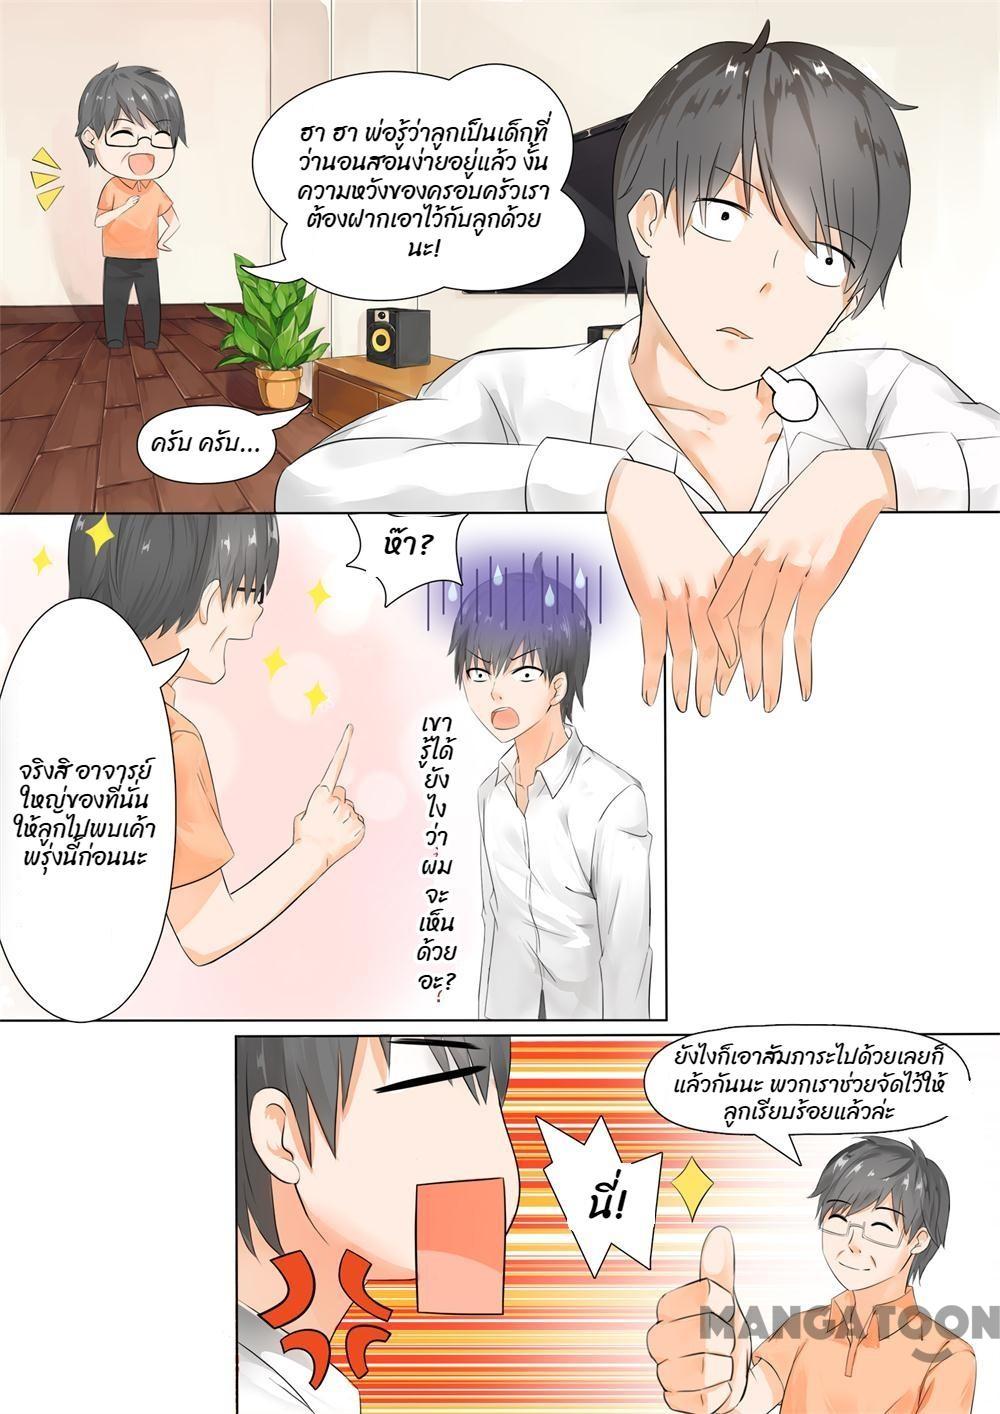 ฮา ฮา พ่อรู้ว่าลูกเป็นเด็กที่
ว่านอนสอนง่ายอยู่แล้ว งั้น
ความหวังของครอบครัวเรา
ต้องฝากเอาไว้กับลูกด้วย
นะ!
ครับ ครับ...
ห๊า?
เขา
รู้ได้
ยัง
ไง
ว่า
ผม
จะ
เห็น
ด้วย
อะ?
จริงสิ อาจารย์
ใหญ่ของที่นั่น
ให้ลูกไปพบเค้า
พรุ่งนี้ก่อนนะ
ยังไงก็เอาสัมภาระไปด้วยเลยก็
แล้วกันนะ พวกเราช่วยจัดไว้ให้
ลูกเรียบร้อยแล้วล่ะ
นี่!
MANGATOON